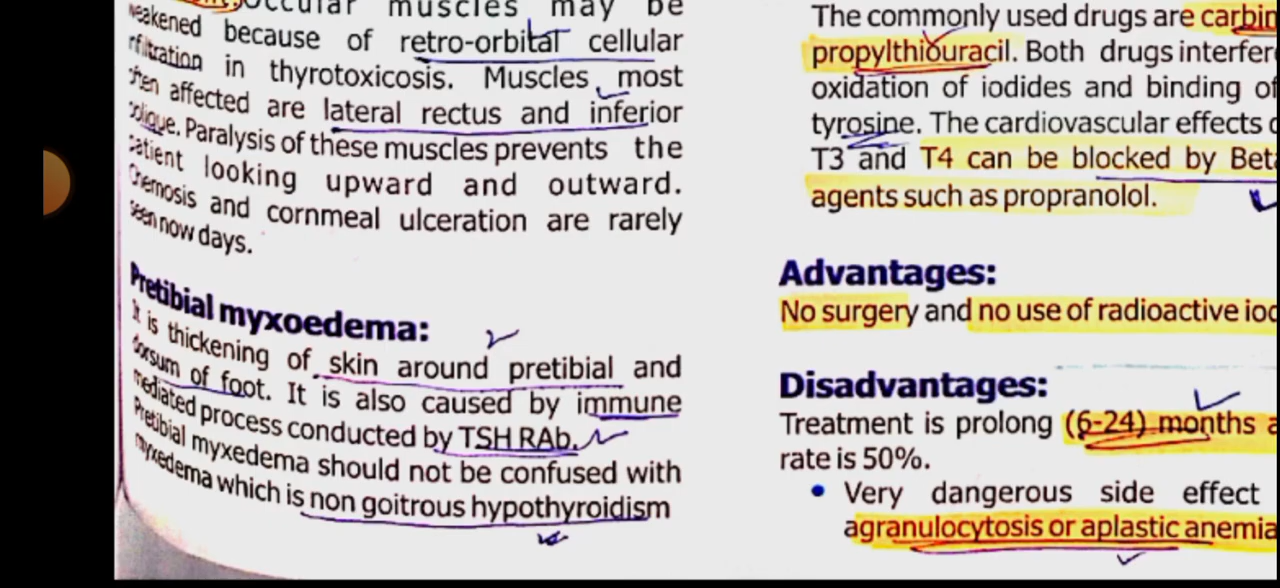 Occular muscles may be
weakened because of retro-orbital cellular
nfiltration in thyrotoxicosis. Muscles most
often affected are lateral rectus and inferior
oblique. Paralysis of these muscles prevents the
patient looking upward and outward.
Chemosis and cornmeal ulceration are rarely
seen now days.
Pretibial myxoedema:
It is thickening of skin around pretibial and
dorsum of foot. It is also caused by immune
mediated process conducted by TSH RAb.
Pretibial myxedema should not be confused with
myxedema which is non goitrous hypothyroidism
The commonly used drugs are carbin
propylthiouracil. Both drugs interfer
oxidation of iodides and binding of
tyrosine. The cardiovascular effects
T3 and T4 can be blocked by Bet
agents such as propranolol.
Advantages:
No surgery and no use of radioactive iod
Disadvantages:
Treatment is prolong (6-24) months a
rate is 50%.
• Very dangerous side effect
agranulocytosis or aplastic anemia